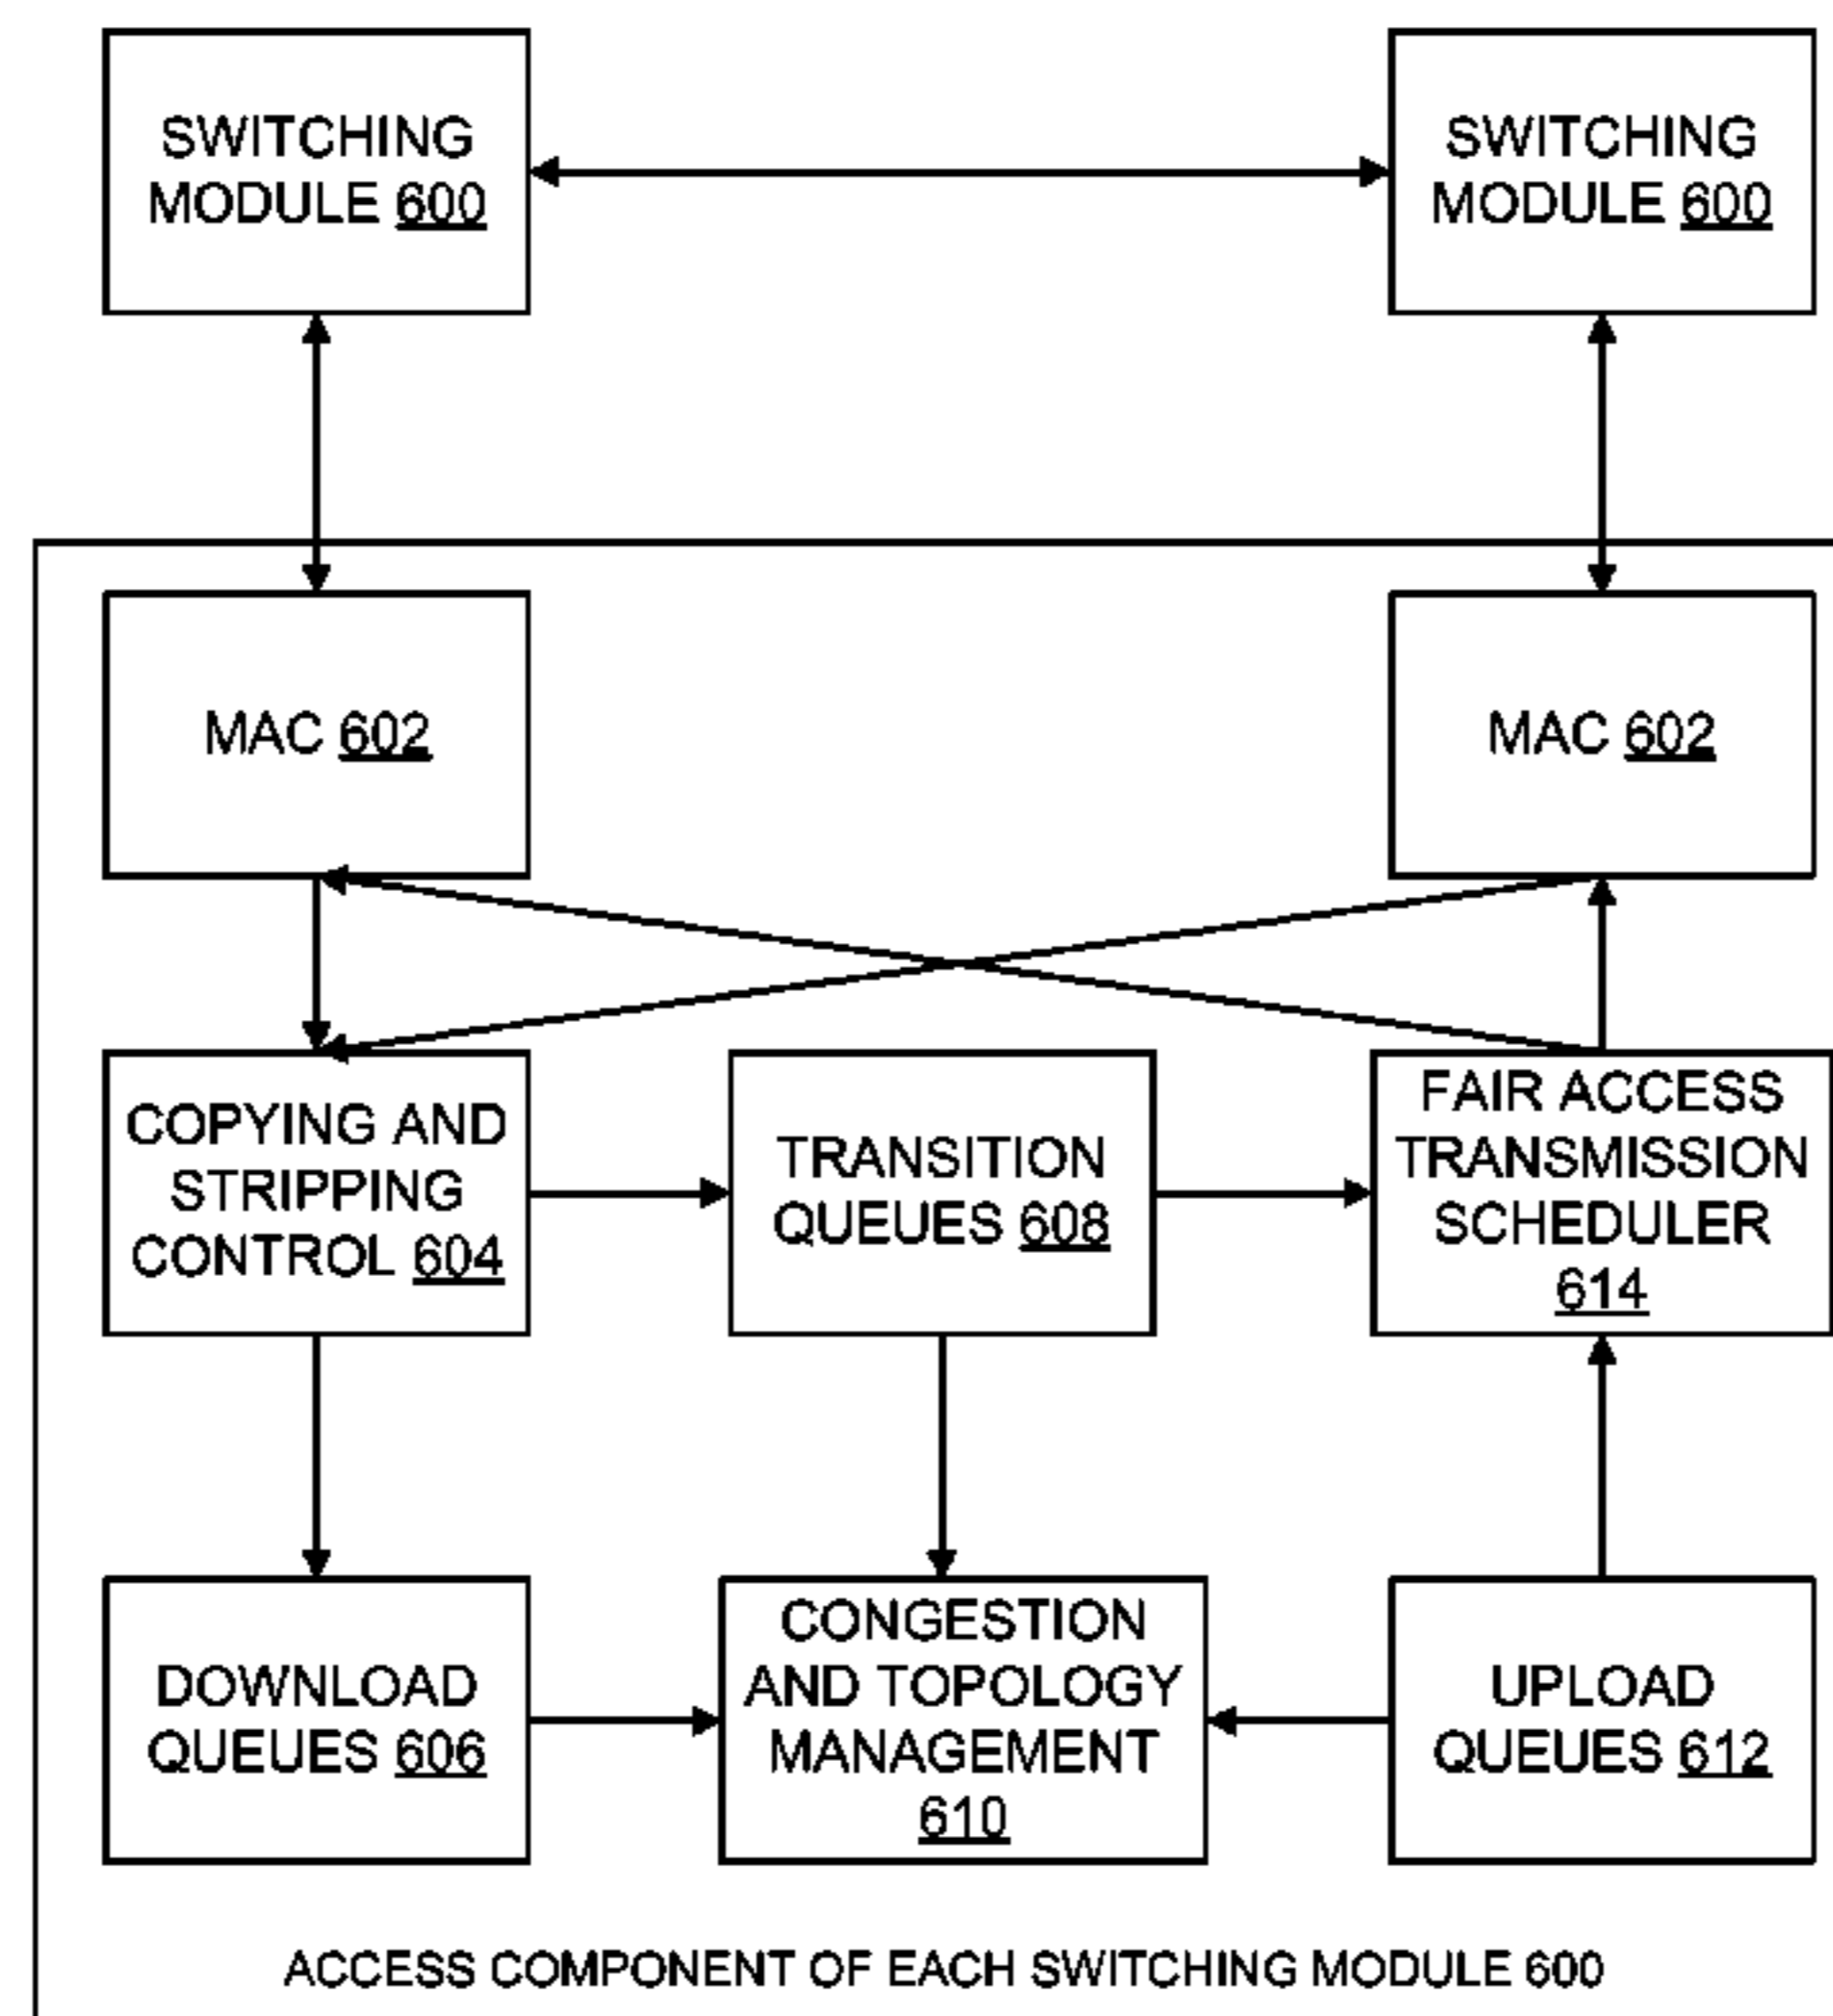 SWITCHING
MODULE 600
SWITCHING
MODULE 600
MAC 602
MAC 602
COPYING AND
STRIPPING
CONTROL 604
TRANSITION
QUEUES 608
FAIR ACCESS
TRANSMISSION
SCHEDULER
614
DOWNLOAD
QUEUES 606
CONGESTION
AND TOPOLOGY
MANAGEMENT
610
UPLOAD
QUEUES 612
ACCESS COMPONENT OF EACH SWITCHING MODULE 600